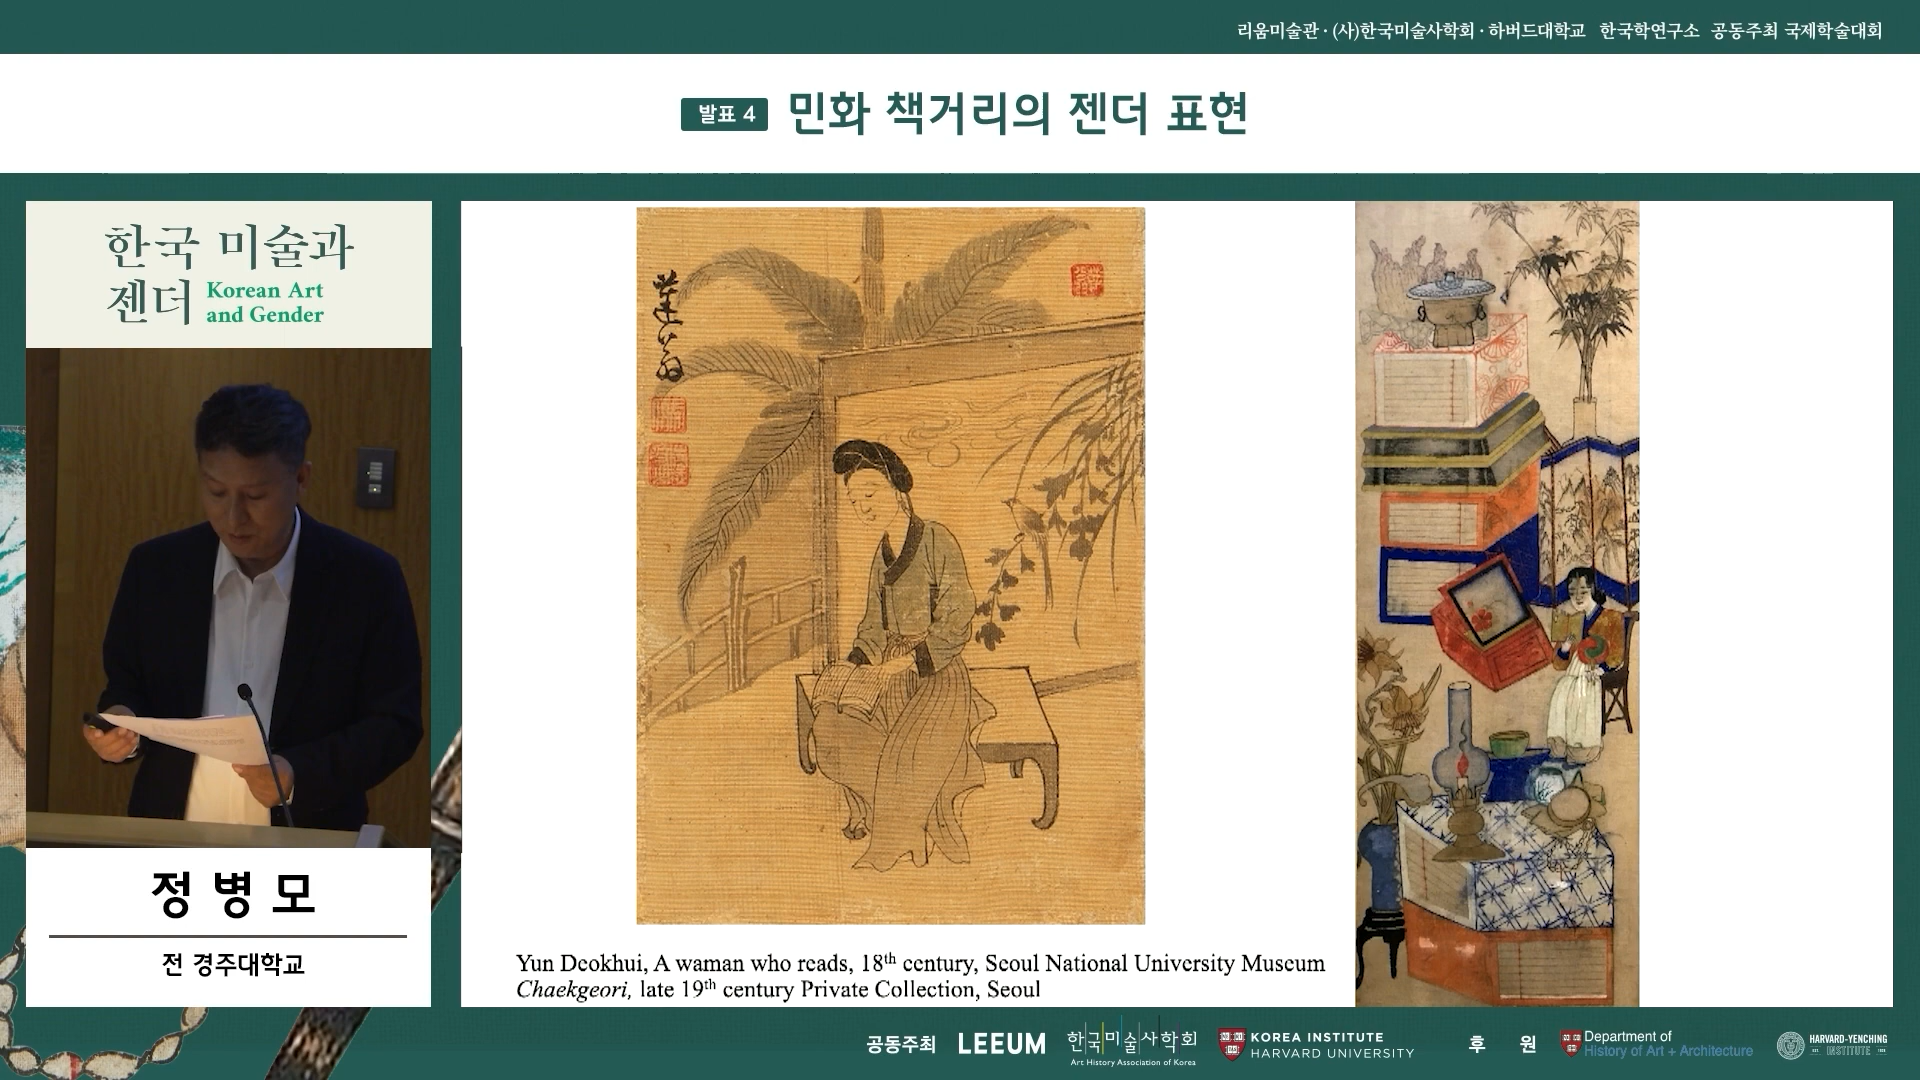 리움미술관 · (사)한국미술사학회 · 하버드대학교 한국학연구소 공동주최 국제학술대회
발표 4 민화 책거리의 젠더 표현
한국 미술과
젠더 Korean Art
and Gender
정병모
전 경주대학교
蓮翁
Yun Deokhui, A waman who reads, 18th century, Seoul National University Museum
Chaekgeori, late 19th century Private Collection, Seoul
공동주최 LEEUM 한국미술사학회
Art History Association of Korea
KOREA INSTITUTE
HARVARD UNIVERSITY
후 원
Department of
History of Art + Architecture
HARVARD-YENCHING
INSTITUTE